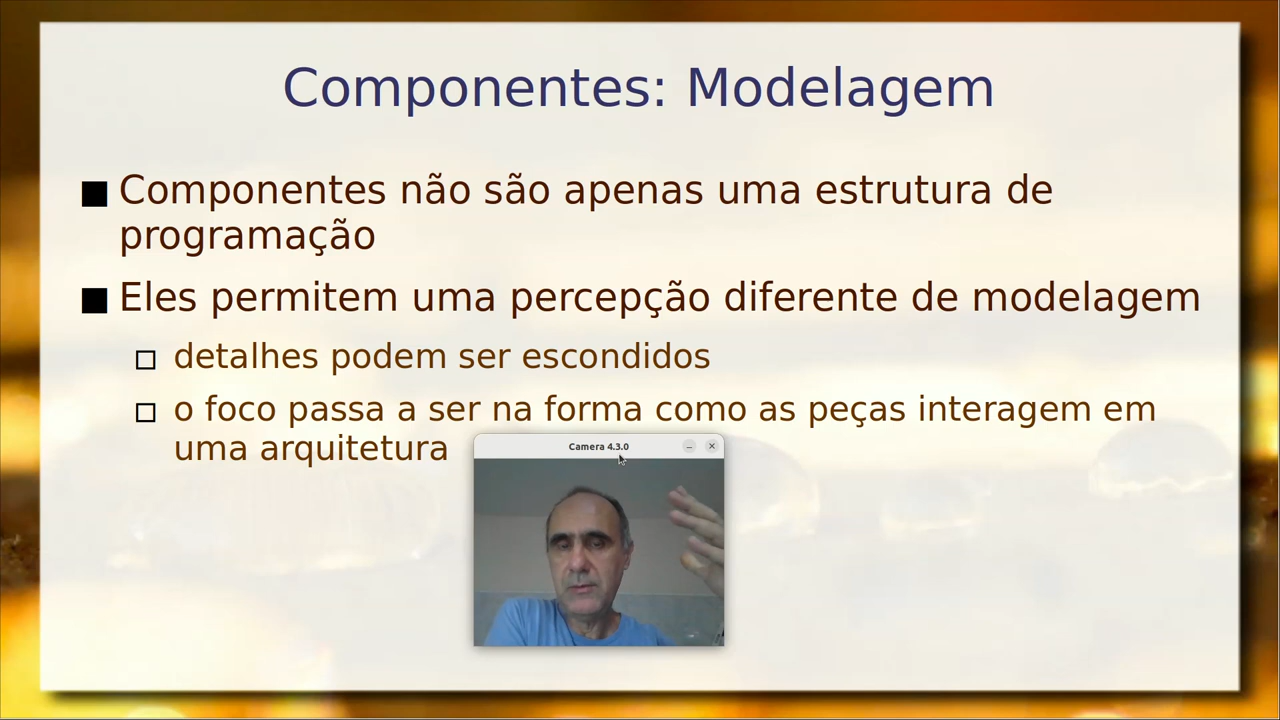 Componentes: Modelagem
Componentes não são apenas uma estrutura de
programação
Eles permitem uma percepção diferente de modelagem
detalhes podem ser escondidos
o foco passa a ser na forma como as peças interagem em
uma arquitetura
Camera 4.3.0